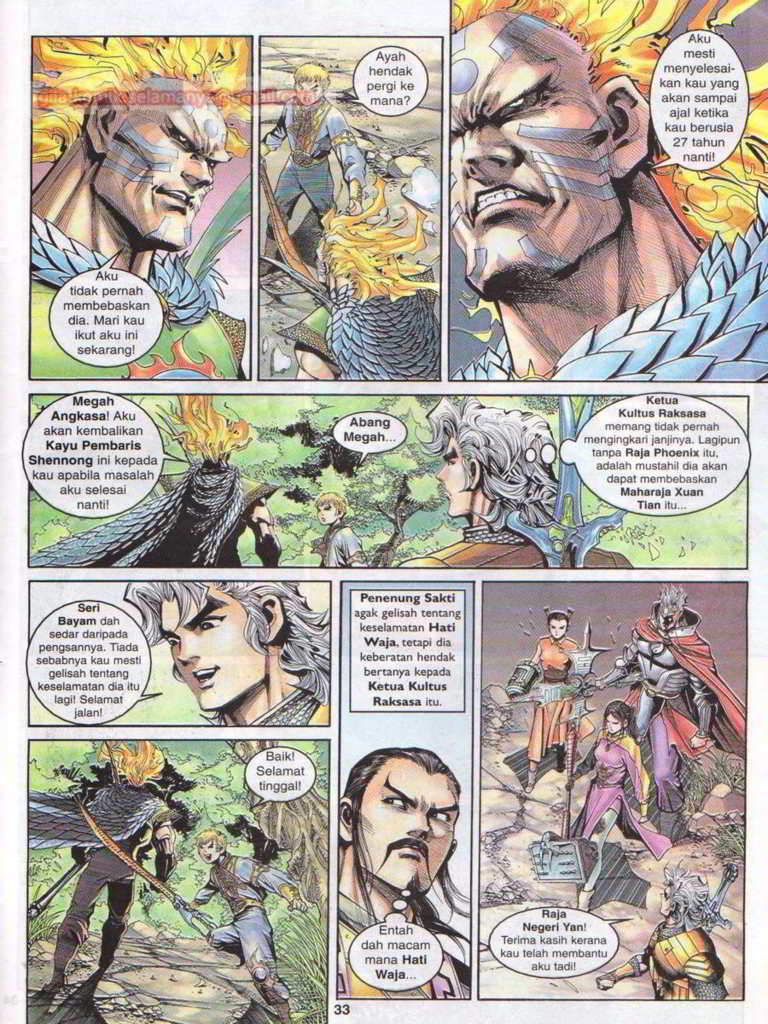 Aku
tidak pernah
membebaskan
dia. Mari kau
ikut aku ini
sekarang!
Ayah
hendak
pergi ke
mana?
Aku
mesti
menyelesai-
kan kau yang
akan sampai
ajal ketika
kau berusia
27 tahun
nanti!
Megah
Angkasa! Aku
akan kembalikan
Kayu Pembaris
Shennong ini kepada
kau apabila masalah
aku selesai
nanti!
Abang
Megah...
Ketua
Kultus Raksasa
memang tidak pernah
mengingkari janjinya. Lagipun
tanpa Raja Phoenix itu,
adalah mustahil dia akan
dapat membebaskan
Maharaja Xuan
Tian itu...
Seri
Bayam dah
sedar daripada
pengsannya. Tiada
sebabnya kau mesti
gelisah tentang
keselamatan dia itu
lagi! Selamat
jalan!
Baik!
Selamat
tinggal!
Penenung Sakti
agak gelisah tentang
keselamatan Hati
Waja, tetapi dia
keberatan hendak
bertanya kepada
Ketua Kultus
Raksasa itu.
Entah
dah macam
mana Hati
Waja...
Raja
Negeri Yan!
Terima kasih kerana
kau telah membantu
aku tadi!
33